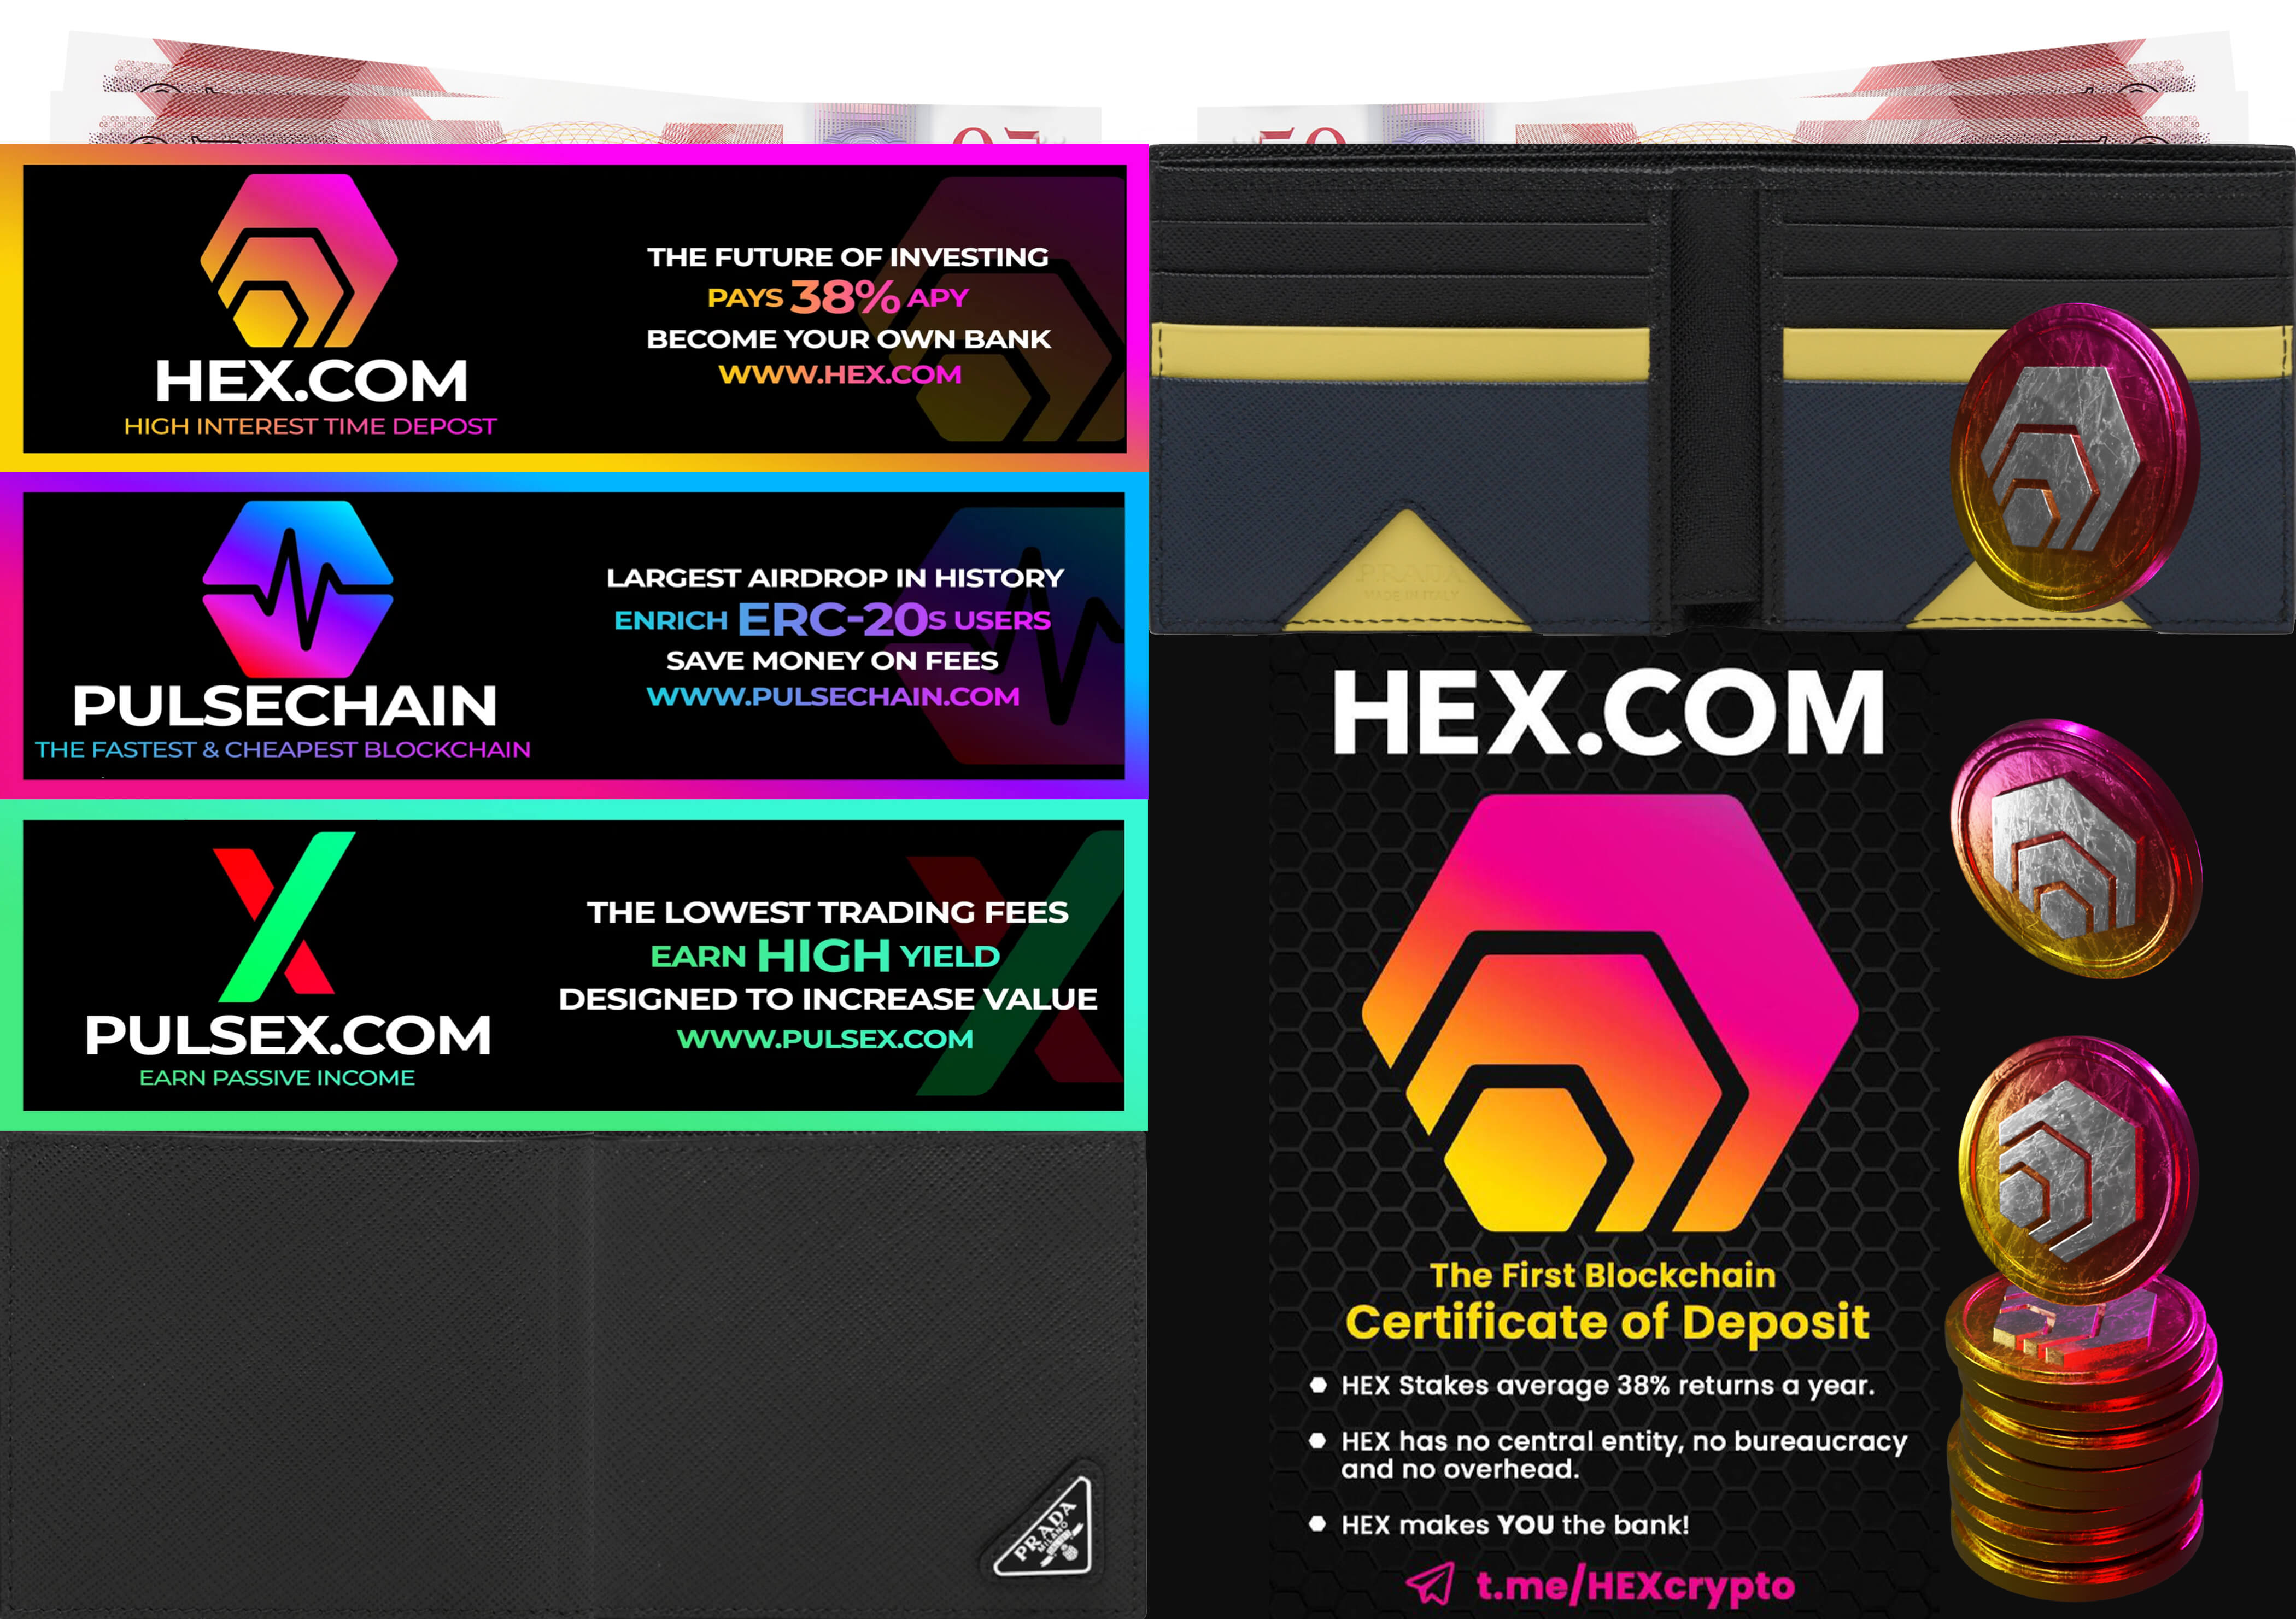 HEX.COM
HIGH INTEREST TIME DEPOST
THE FUTURE OF INVESTING
PAYS 38% APY
BECOME YOUR OWN BANK
WWW.HEX.COM
PULSECHAIN
THE FASTEST & CHEAPEST BLOCKCHAIN
LARGEST AIRDROP IN HISTORY
ENRICH ERC-20S USERS
SAVE MONEY ON FEES
WWW.PULSECHAIN.COM
PULSEX.COM
EARN PASSIVE INCOME
THE LOWEST TRADING FEES
EARN HIGH YIELD
DESIGNED TO INCREASE VALUE
WWW.PULSEX.COM
PRADA
MILANO
PRADA
MADE IN ITALY
HEX.COM
The First Blockchain
Certificate of Deposit
HEX Stakes average 38% returns a year.
HEX has no central entity, no bureaucracy
and no overhead.
HEX makes YOU the bank!
t.me/HEXcrypto